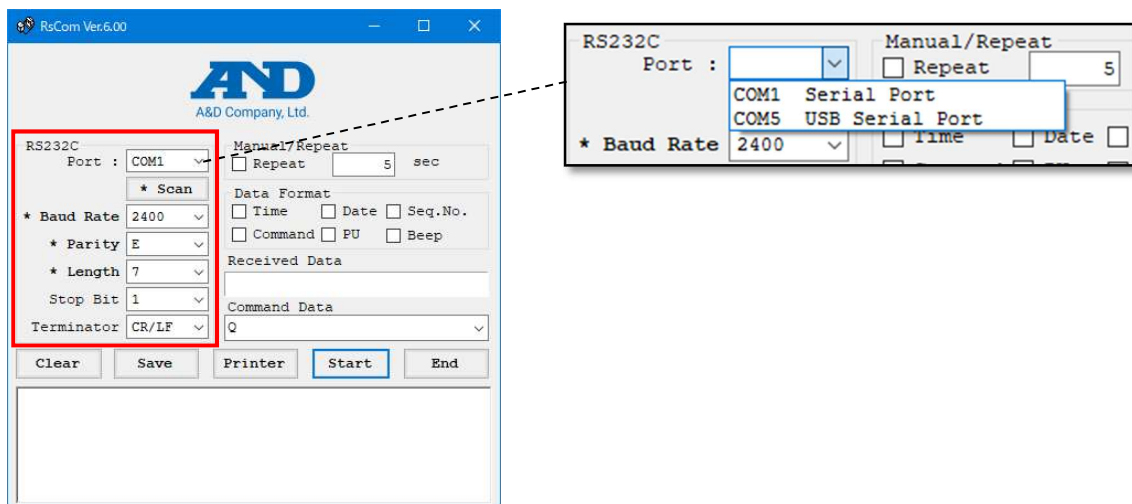 RsCom Ver.6.00
AND
A&D Company, Ltd.
RS232C
Port : COM1
* Scan
* Baud Rate 2400
* Parity E
* Length 7
Stop Bit 1
Terminator CR/LF
Manual/Repeat
Repeat 5 sec
Data Format
Time Date Seq.No.
Command PU Beep
Received Data
Command Data
Q
Clear Save Printer Start End
RS232C
Port :
COM1 Serial Port
COM5 USB Serial Port
* Baud Rate 2400
Manual/Repeat
Repeat 5
Time Date